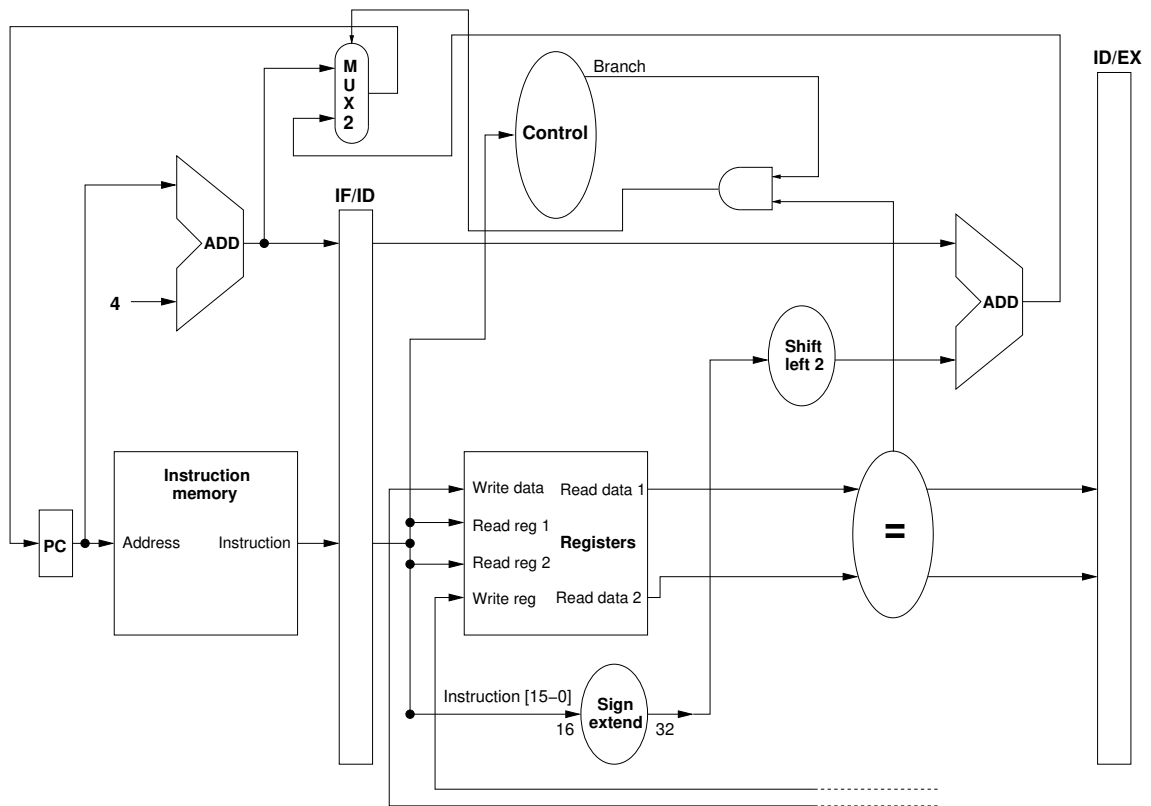 M
U
X
2
Branch
ID/EX
Control
IF/ID
ADD
4
ADD
Shift
left 2
Instruction
memory
PC
Address
Instruction
Write data
Read data 1
Read reg 1
Registers
Read reg 2
Write reg
Read data 2
=
Instruction [15−0]
16
Sign
extend
32